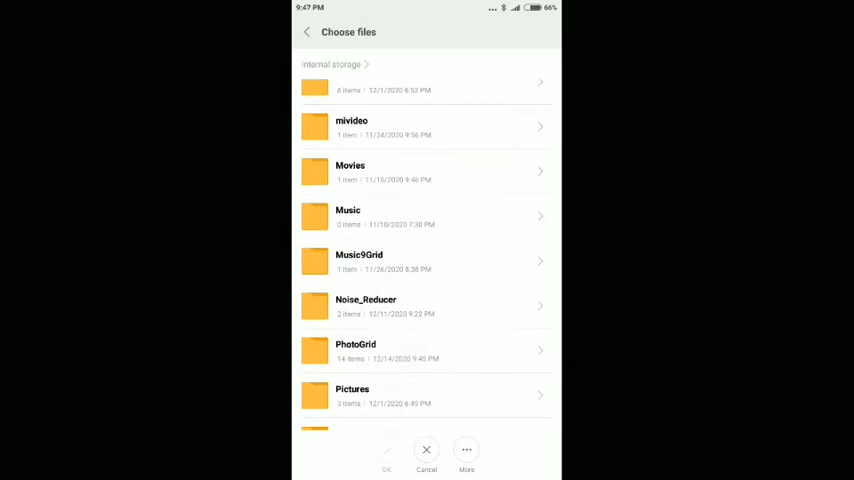 9:47 PM
66%
Choose files
Internal storage
6 items | 12/1/2020 6:52 PM
mivideo
1 item | 11/24/2020 9:56 PM
Movies
1 item | 11/15/2020 9:46 PM
Music
0 items | 11/10/2020 7:30 PM
Music9Grid
1 item | 11/26/2020 8:38 PM
Noise_Reducer
2 items | 12/11/2020 9:22 PM
PhotoGrid
14 items | 12/14/2020 9:45 PM
Pictures
3 items | 12/1/2020 6:49 PM
OK
Cancel
More